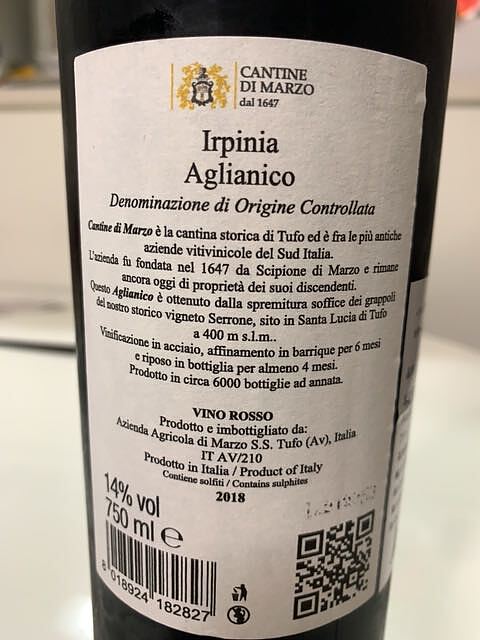 CANTINE
DI MARZO
dal 1647
Irpinia
Aglianico
Denominazione di Origine Controllata
Cantine di Marzo è la cantina storica di Tufo ed è fra le più antiche
aziende vitivinicole del Sud Italia.
L'azienda fu fondata nel 1647 da Scipione di Marzo e rimane
ancora oggi di proprietà dei suoi discendenti.
Questo Aglianico è ottenuto dalla spremitura soffice dei grappoli
del nostro storico vigneto Serrone, sito in Santa Lucia di Tufo
a 400 m s.l.m..
Vinificazione in acciaio, affinamento in barrique per 6 mesi
e riposo in bottiglia per almeno 4 mesi.
Prodotto in circa 6000 bottiglie ad annata.
VINO ROSSO
Prodotto e imbottigliato da:
Azienda Agricola di Marzo S.S. Tufo (Av), Italia
IT AV/210
Prodotto in Italia / Product of Italy
Contiene solfiti / Contains sulphites
2018
14% vol
750 ml e
8 018924 182827